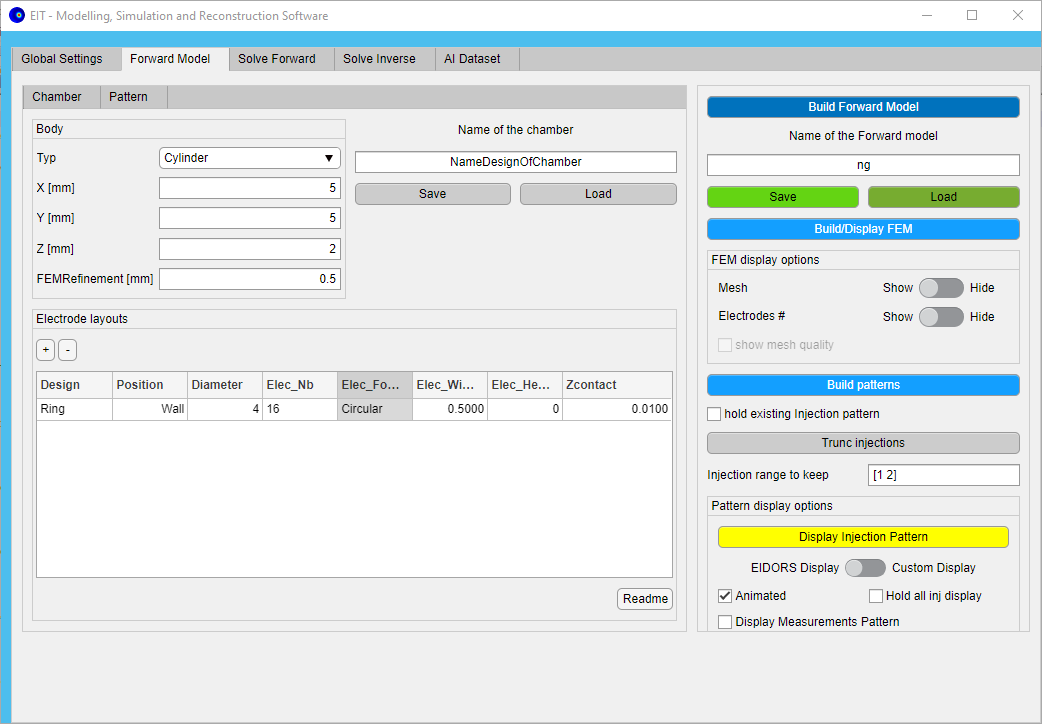 EIT - Modelling, Simulation and Reconstruction Software
Global Settings
Forward Model
Solve Forward
Solve Inverse
AI Dataset
Chamber
Pattern
Body
Typ
Cylinder
X [mm]
5
Y [mm]
5
Z [mm]
2
FEMRefinement [mm]
0.5
Name of the chamber
NameDesignOfChamber
Save
Load
Electrode layouts
+
-
Design Position Diameter Elec_Nb Elec_Fo... Elec_Wi... Elec_He... Zcontact
Ring Wall 4 16 Circular 0.5000 0 0.0100
Readme
Build Forward Model
Name of the Forward model
ng
Save
Load
Build/Display FEM
FEM display options
Mesh
Show
Hide
Electrodes #
Show
Hide
show mesh quality
Build patterns
hold existing Injection pattern
Trunc injections
Injection range to keep
[1 2]
Pattern display options
Display Injection Pattern
EIDORS Display
Custom Display
Animated
Hold all inj display
Display Measurements Pattern